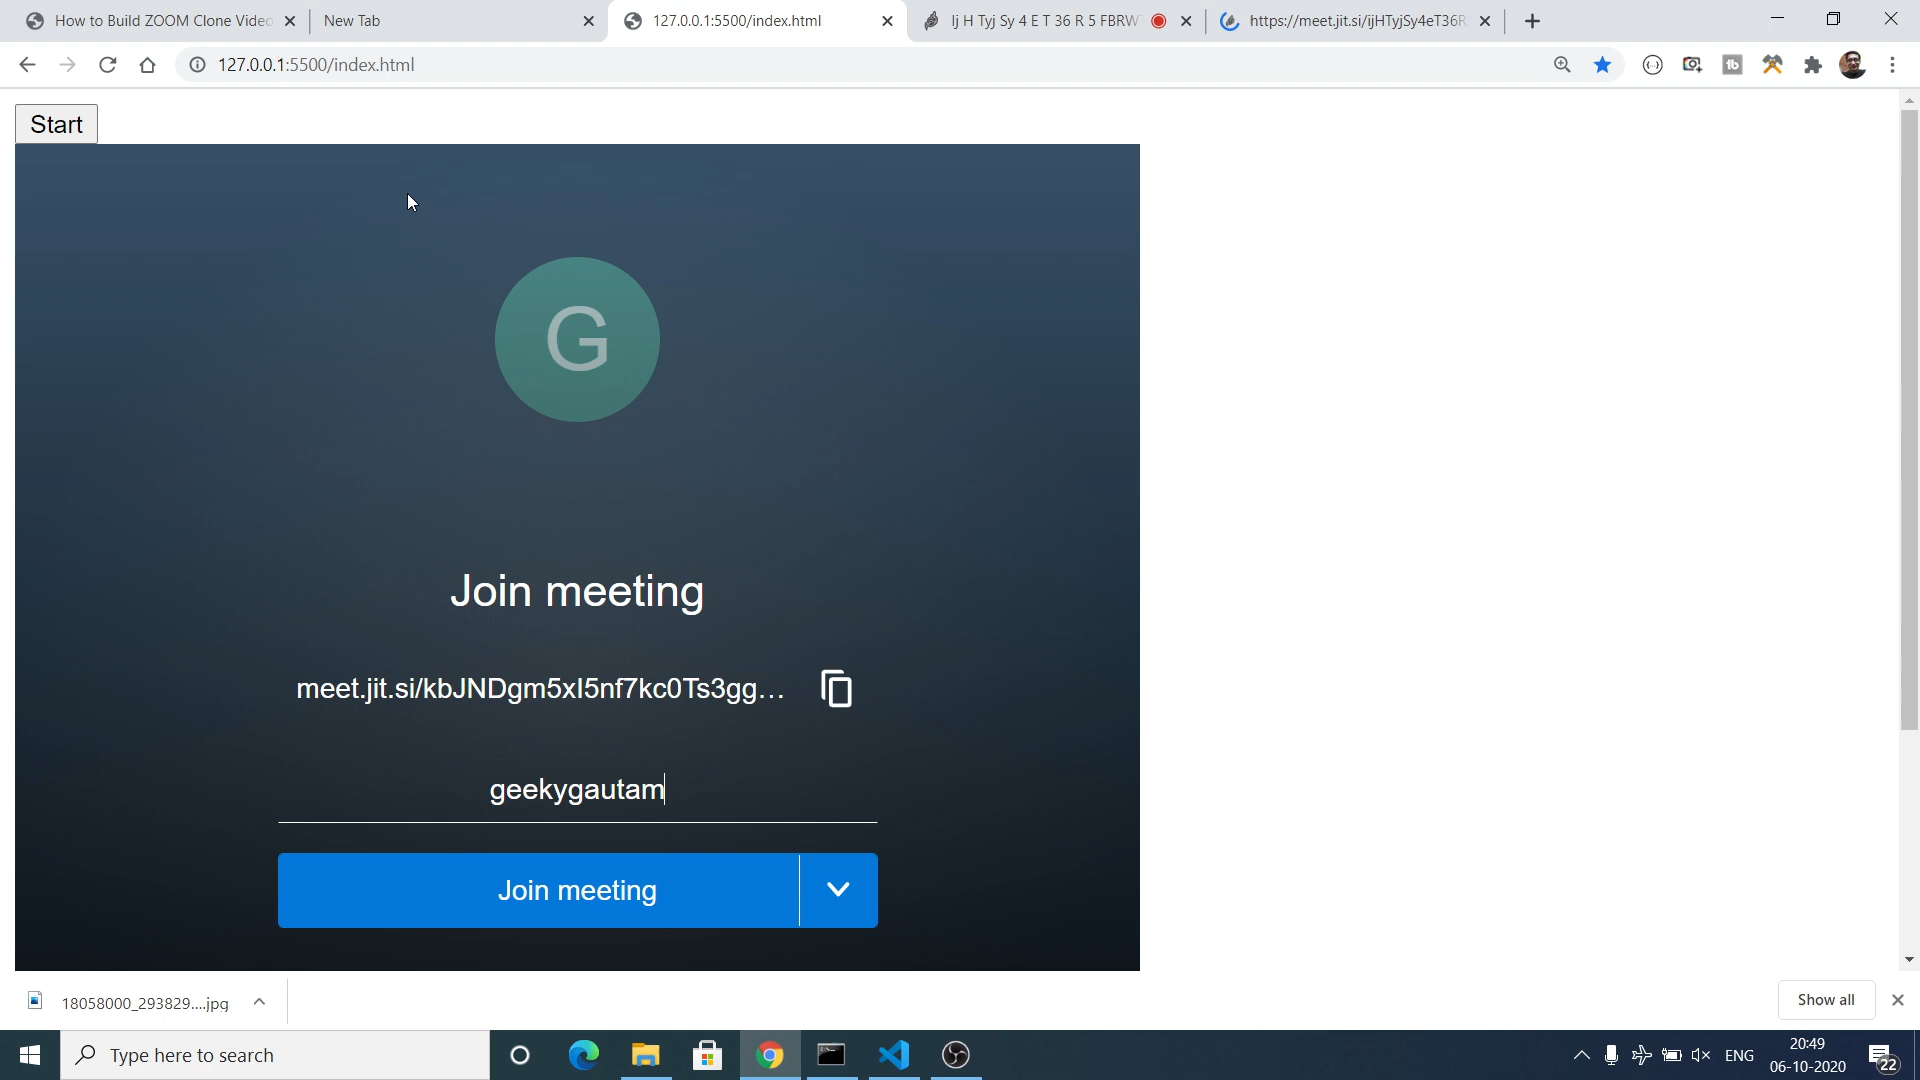 How to Build ZOOM Clone Video
New Tab
127.0.0.1:5500/index.html
Ij H Tyj Sy 4 E T 36 R 5 FBRW
https://meet.jit.si/ijHTyjSy4eT36R
127.0.0.1:5500/index.html
Start
G
Join meeting
meet.jit.si/kbJNDgm5xI5nf7kc0Ts3gg...
geekygautam
Join meeting
18058000_293829....jpg
Show all
Type here to search
ENG
20:49
06-10-2020
22